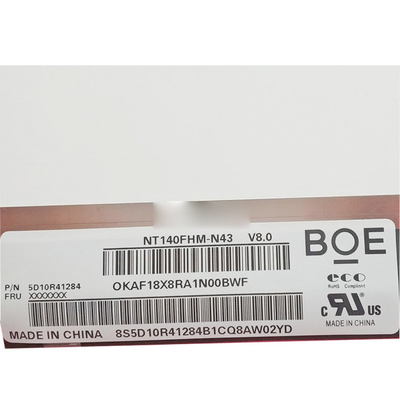 NT140FHM-N43 V8.0
BOE
P/N 5D10R41284
FRU XXXXXXX
OKAF18X8RA1N00BWF
eco
RoHS Compliant
c RU US
MADE IN CHINA
MADE IN CHINA 8S5D10R41284B1CQ8AW02YD